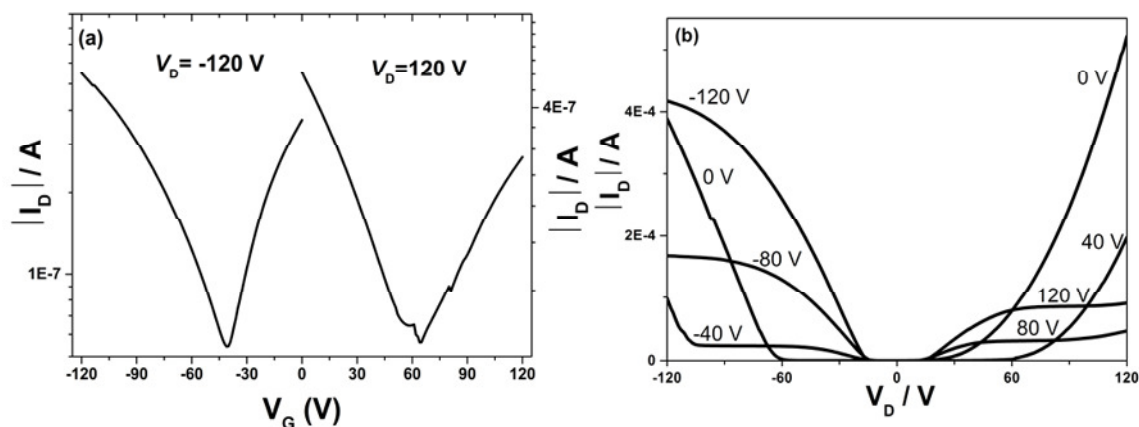 (a)
V_D= -120 V
V_D=120 V
|I_D| / A
1E-7
4E-7
|I_D| / A
-120 -90 -60 -30 0 30 60 90 120
V_G (V)
(b)
-120 V
0 V
0 V
-80 V
40 V
120 V
-40 V
80 V
|I_D| / A
4E-4
2E-4
0
-120 -60 0 60 120
V_D / V